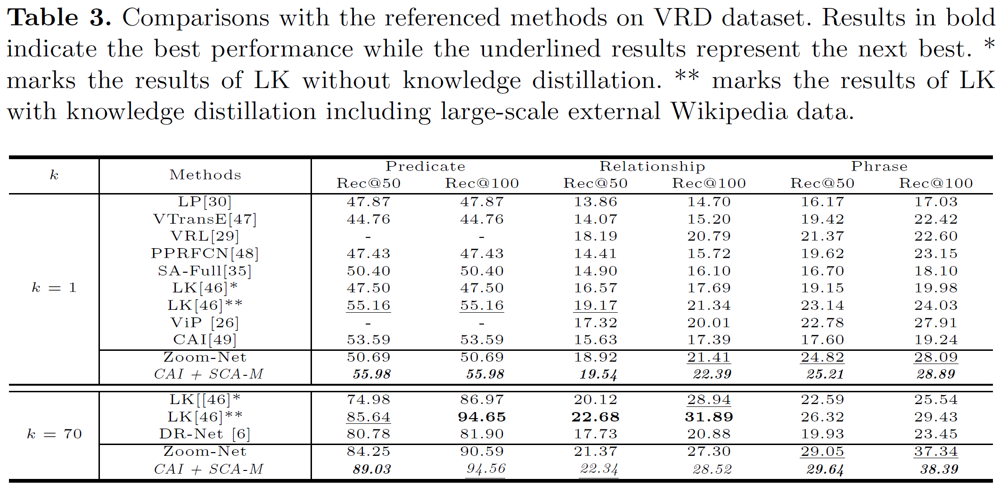 Table 3. Comparisons with the referenced methods on VRD dataset. Results in bold
indicate the best performance while the underlined results represent the next best. *
marks the results of LK without knowledge distillation. ** marks the results of LK
with knowledge distillation including large-scale external Wikipedia data.
k Methods Predicate Relationship Phrase
Rec@50 Rec@100 Rec@50 Rec@100 Rec@50 Rec@100
LP[30] 47.87 47.87 13.86 14.70 16.17 17.03
VTransE[47] 44.76 44.76 14.07 15.20 19.42 22.42
VRL[29] - - 18.19 20.79 21.37 22.60
PPRFCN[48] 47.43 47.43 14.41 15.72 19.62 23.15
SA-Full[35] 50.40 50.40 14.90 16.10 16.70 18.10
k = 1 LK[46]* 47.50 47.50 16.57 17.69 19.15 19.98
LK[46]** 55.16 55.16 19.17 21.34 23.14 24.03
ViP [26] - - 17.32 20.01 22.78 27.91
CAI[49] 53.59 53.59 15.63 17.39 17.60 19.24
Zoom-Net 50.69 50.69 18.92 21.41 24.82 28.09
CAI + SCA-M 55.98 55.98 19.54 22.39 25.21 28.89
LK[[46]* 74.98 86.97 20.12 28.94 22.59 25.54
LK[46]** 85.64 94.65 22.68 31.89 26.32 29.43
k = 70 DR-Net [6] 80.78 81.90 17.73 20.88 19.93 23.45
Zoom-Net 84.25 90.59 21.37 27.30 29.05 37.34
CAI + SCA-M 89.03 94.56 22.34 28.52 29.64 38.39